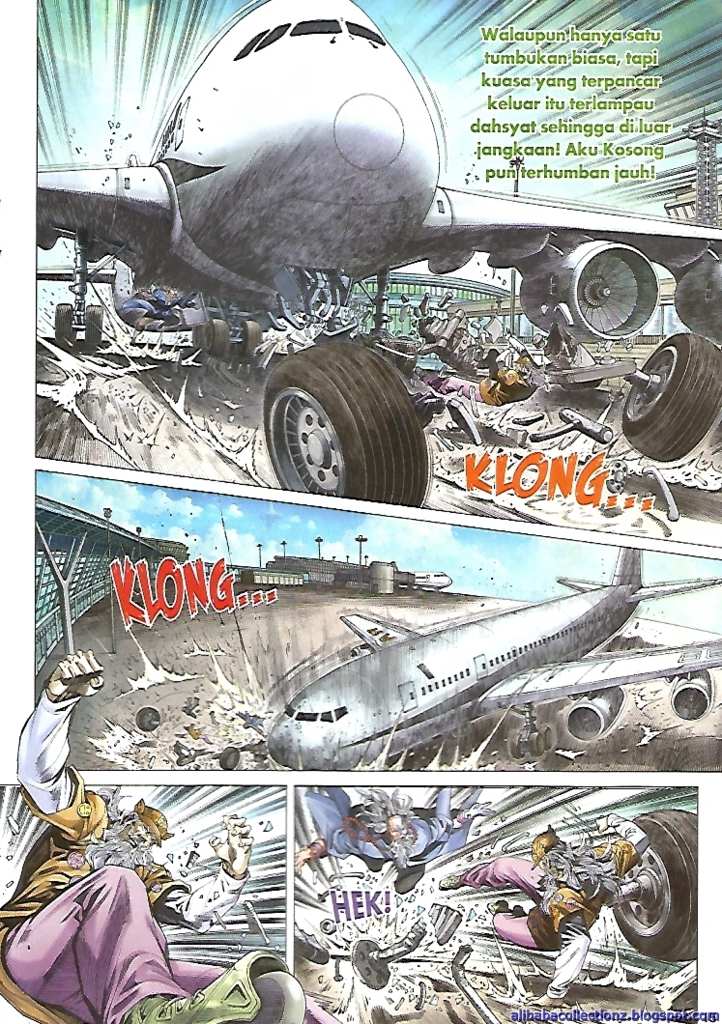 Walaupun hanya satu
tumbukan biasa, tapi
kuasa yang terpancar
keluar itu terlampau
dahsyat sehingga di luar
jangkaan! Aku Kosong
pun terhumban jauh!
KLONG...
KLONG...
HEK!
alibabacollectionz.blogspot.com